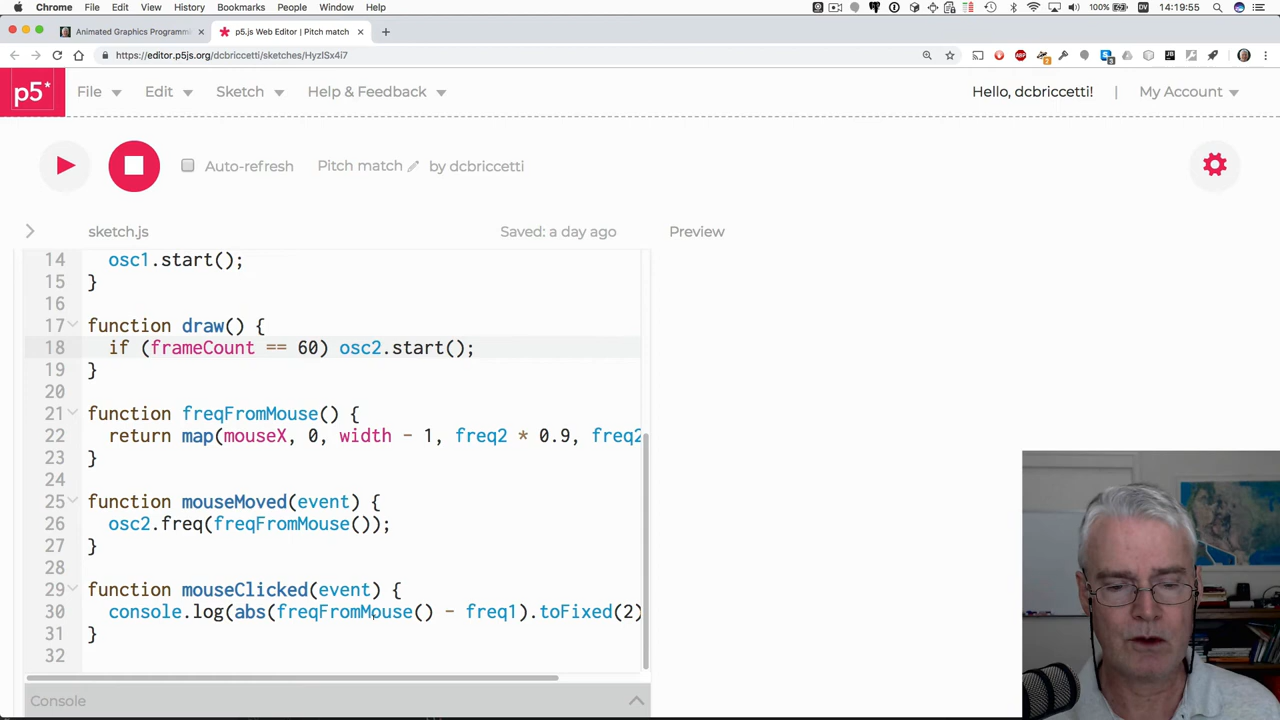 Chrome File Edit View History Bookmarks People Window Help 100% DV 14:19:55
Animated Graphics Programmi × p5.js Web Editor | Pitch match × +
https://editor.p5js.org/dcbriccetti/sketches/HyzlSx4i7
p5* File Edit Sketch Help & Feedback Hello, dcbriccetti! | My Account
Auto-refresh Pitch match by dcbriccetti
sketch.js Saved: a day ago Preview
14 osc1.start();
15 }
16
17 function draw() {
18 if (frameCount == 60) osc2.start();
19 }
20
21 function freqFromMouse() {
22 return map(mouseX, 0, width - 1, freq2 * 0.9, freq2
23 }
24
25 function mouseMoved(event) {
26 osc2.freq(freqFromMouse());
27 }
28
29 function mouseClicked(event) {
30 console.log(abs(freqFromMouse() - freq1).toFixed(2)
31 }
32
Console